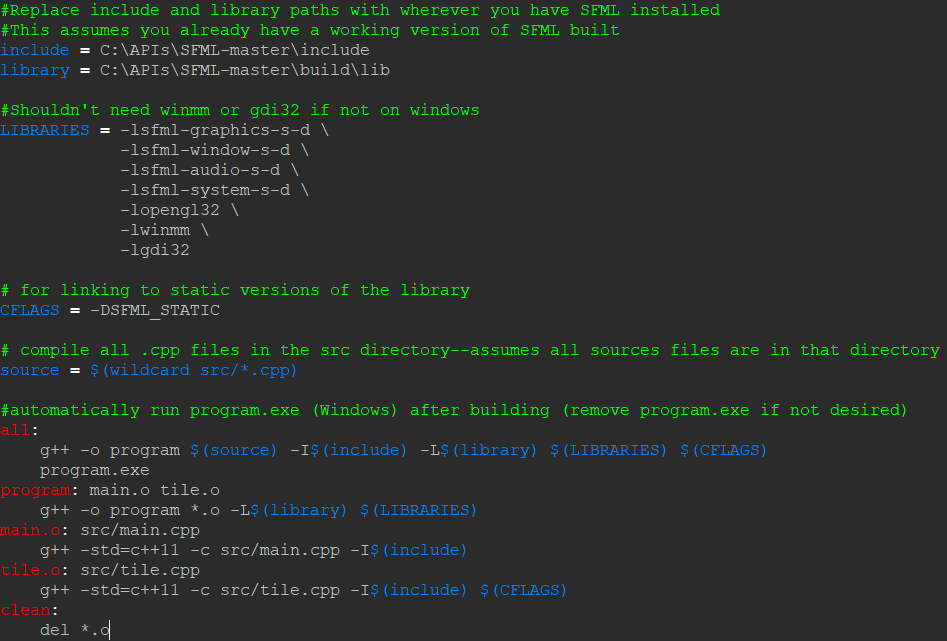 #Replace include and library paths with wherever you have SFML installed
#This assumes you already have a working version of SFML built
include = C:\APIs\SFML-master\include
library = C:\APIs\SFML-master\build\lib

#Shouldn't need winmm or gdi32 if not on windows
LIBRARIES = -lsfml-graphics-s-d \
            -lsfml-window-s-d \
            -lsfml-audio-s-d \
            -lsfml-system-s-d \
            -lopengl32 \
            -lwinmm \
            -lgdi32

# for linking to static versions of the library
CFLAGS = -DSFML_STATIC

# compile all .cpp files in the src directory--assumes all sources files are in that directory
source = $(wildcard src/*.cpp)

#automatically run program.exe (Windows) after building (remove program.exe if not desired)
all:
    g++ -o program $(source) -I$(include) -L$(library) $(LIBRARIES) $(CFLAGS)
    program.exe
program: main.o tile.o
    g++ -o program *.o -L$(library) $(LIBRARIES)
main.o: src/main.cpp
    g++ -std=c++11 -c src/main.cpp -I$(include)
tile.o: src/tile.cpp
    g++ -std=c++11 -c src/tile.cpp -I$(include) $(CFLAGS)
clean:
    del *.o